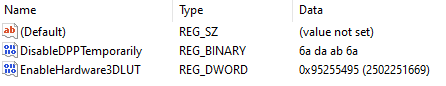 Name Type Data
(Default) REG_SZ (value not set)
DisableDPPTemporarily REG_BINARY 6a da ab 6a
EnableHardware3DLUT REG_DWORD 0x95255495 (2502251669)